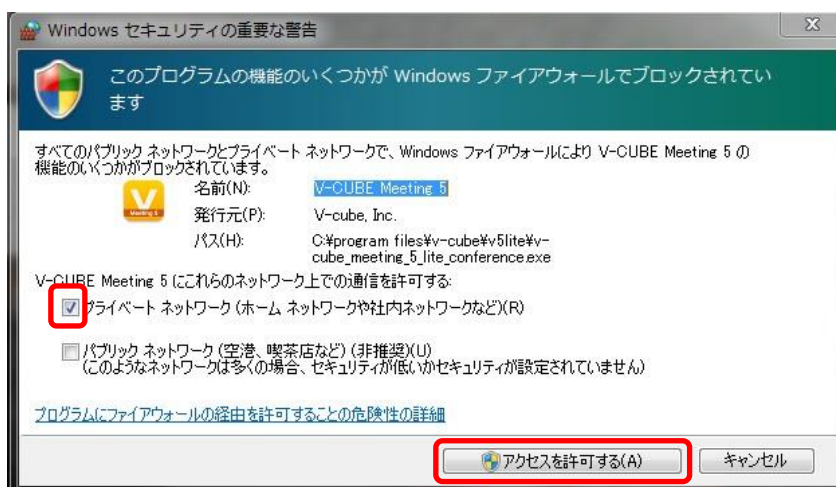 Windows セキュリティの重要な警告
このプログラムの機能のいくつかが Windows ファイアウォールでブロックされてい
ます
すべてのパブリック ネットワークとプライベート ネットワークで、Windows ファイアウォールにより V-CUBE Meeting 5 の
機能のいくつかがブロックされています。
名前(N): V-CUBE Meeting 5
発行元(P): V-cube, Inc.
パス(H): C:¥program files¥v-cube¥v5lite¥v-
cube_meeting_5_lite_conference.exe
V-CUBE Meeting 5 にこれらのネットワーク上での通信を許可する:
プライベート ネットワーク (ホーム ネットワークや社内ネットワークなど)(R)
パブリック ネットワーク (空港、喫茶店など) (非推奨)(U)
(このようなネットワークは多くの場合、セキュリティが低いかセキュリティが設定されていません)
プログラムにファイアウォールの経由を許可することの危険性の詳細
アクセスを許可する(A) キャンセル